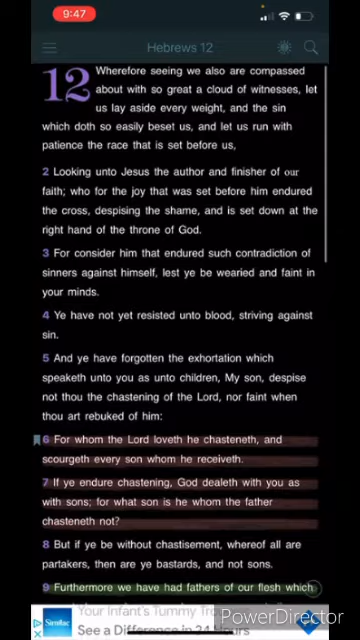 9:47
Hebrews 12
12 Wherefore seeing we also are compassed
about with so great a cloud of witnesses, let
us lay aside every weight, and the sin
which doth so easily beset us, and let us run with
patience the race that is set before us,
2 Looking unto Jesus the author and finisher of our
faith; who for the joy that was set before him endured
the cross, despising the shame, and is set down at the
right hand of the throne of God.
3 For consider him that endured such contradiction of
sinners against himself, lest ye be wearied and faint in
your minds.
4 Ye have not yet resisted unto blood, striving against
sin.
5 And ye have forgotten the exhortation which
speaketh unto you as unto children, My son, despise
not thou the chastening of the Lord, nor faint when
thou art rebuked of him:
6 For whom the Lord loveth he chasteneth, and
scourgeth every son whom he receiveth.
7 If ye endure chastening, God dealeth with you as
with sons; for what son is he whom the father
chasteneth not?
8 But if ye be without chastisement, whereof all are
partakers, then are ye bastards, and not sons.
9 Furthermore we have had fathers of our flesh which
Similac
Your Infant's Tummy
See a Difference in 24 Hours
PowerDirector